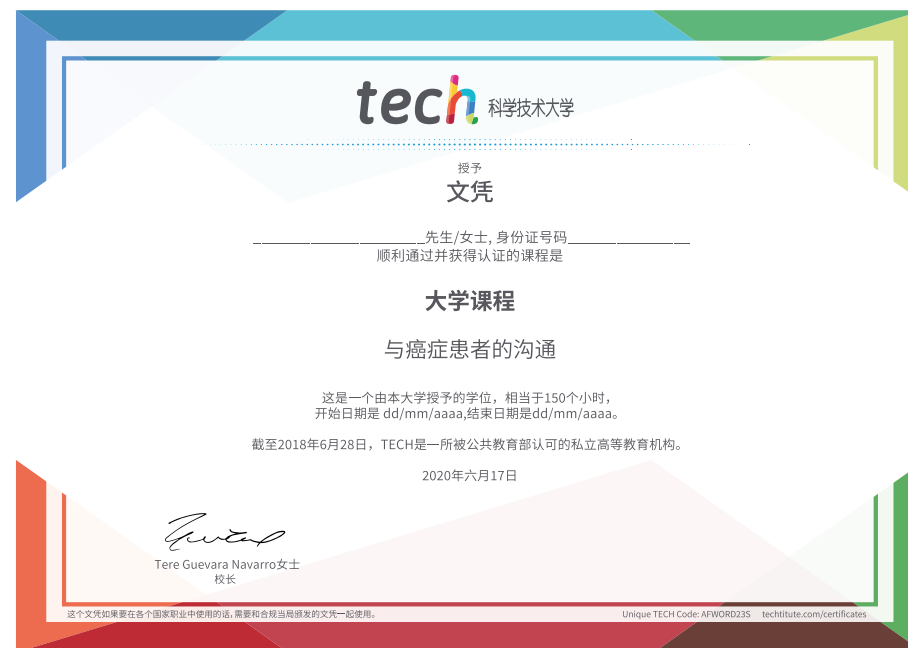 tech 科学技术大学
授予
文凭
______________________先生/女士, 身份证号码________________
顺利通过并获得认证的课程是
大学课程
与癌症患者的沟通
这是一个由本大学授予的学位，相当于150个小时，
开始日期是 dd/mm/aaaa,结束日期是dd/mm/aaaa。
截至2018年6月28日，TECH是一所被公共教育部认可的私立高等教育机构。
2020年六月17日
Tere Guevara Navarro女士
校长
这个文凭如果要在各个国家职业中使用的话,需要和合规当局颁发的文凭一起使用。
Unique TECH Code: AFWORD23S techtitute.com/certificates